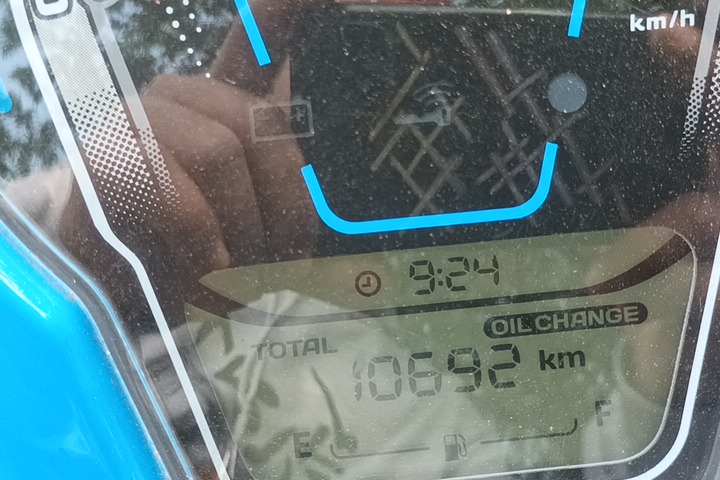 km/h
9:24
OIL CHANGE
TOTAL
10692 km
E F